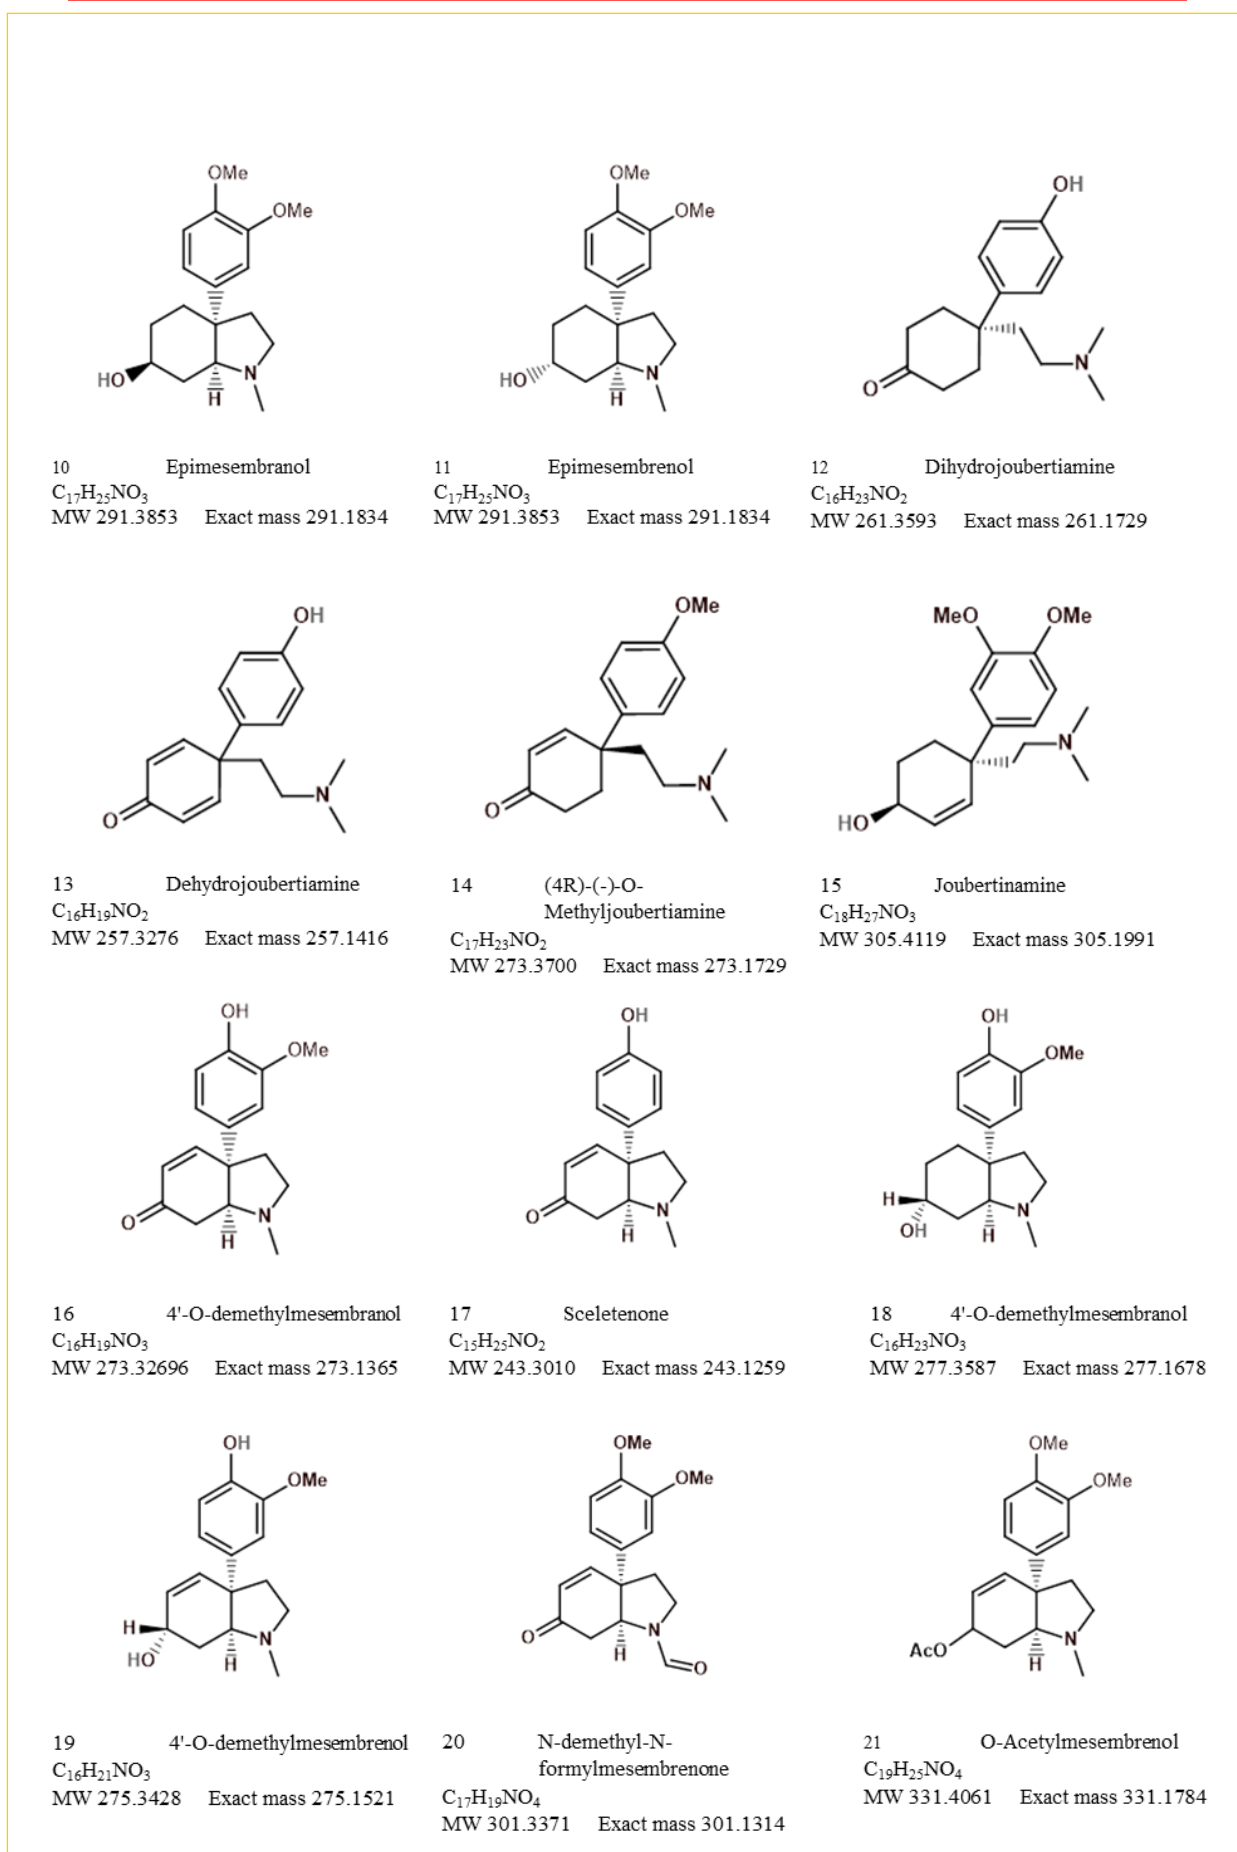 OMe
OMe
HO
H
N
10 Epimesembranol
C₁₇H₂₅NO₃
MW 291.3853 Exact mass 291.1834
OMe
OMe
HO
H
N
11 Epimesembrenol
C₁₇H₂₅NO₃
MW 291.3853 Exact mass 291.1834
OH
O
N
12 Dihydrojoubertiamine
C₁₆H₂₃NO₂
MW 261.3593 Exact mass 261.1729
OH
O
N
13 Dehydrojoubertiamine
C₁₆H₁₉NO₂
MW 257.3276 Exact mass 257.1416
OMe
O
N
14 (4R)-(-)-O-
Methyljoubertiamine
C₁₇H₂₃NO₂
MW 273.3700 Exact mass 273.1729
MeO OMe
N
HO
15 Joubertinamine
C₁₈H₂₇NO₃
MW 305.4119 Exact mass 305.1991
OH
OMe
O
H
N
16 4'-O-demethylmesembranol
C₁₆H₁₉NO₃
MW 273.32696 Exact mass 273.1365
OH
O
H
N
17 Sceletenone
C₁₅H₂₅NO₂
MW 243.3010 Exact mass 243.1259
OH
OMe
H
OH
H
N
18 4'-O-demethylmesembranol
C₁₆H₂₃NO₃
MW 277.3587 Exact mass 277.1678
OH
OMe
H
HO
H
N
19 4'-O-demethylmesembrenol
C₁₆H₂₁NO₃
MW 275.3428 Exact mass 275.1521
OMe
OMe
O
H
N
O
20 N-demethyl-N-
formylmesembrenone
C₁₇H₁₉NO₄
MW 301.3371 Exact mass 301.1314
OMe
OMe
AcO
H
N
21 O-Acetylmesembrenol
C₁₉H₂₅NO₄
MW 331.4061 Exact mass 331.1784